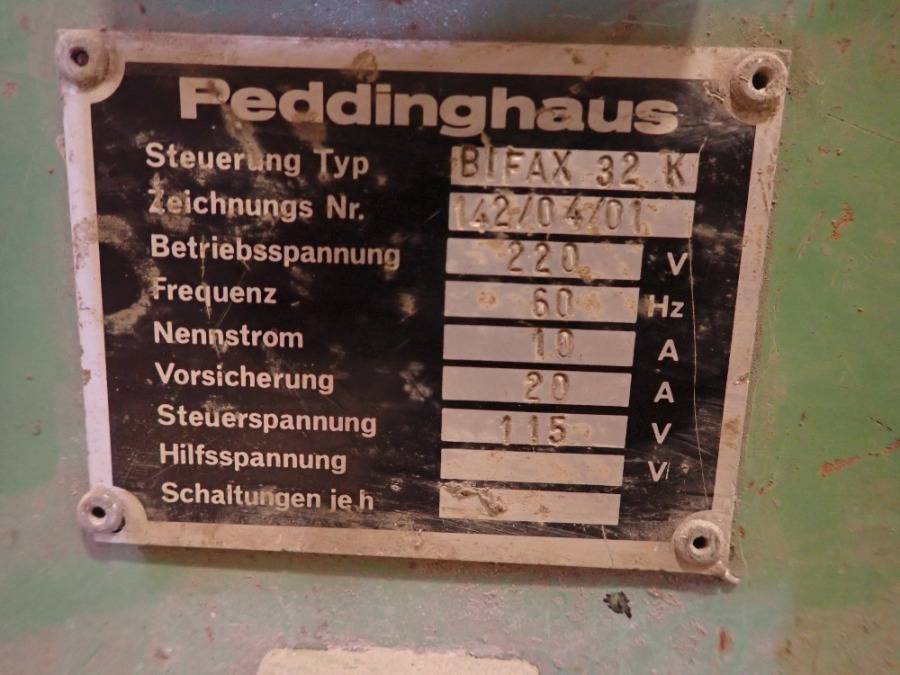 Peddinghaus
Steuerung Typ BIFAX 32 K
Zeichnungs Nr. 142/04/01
Betriebsspannung 220 V
Frequenz 60 Hz
Nennstrom 10 A
Vorsicherung 20 A
Steuerspannung 115 V
Hilfsspannung V
Schaltungen je h